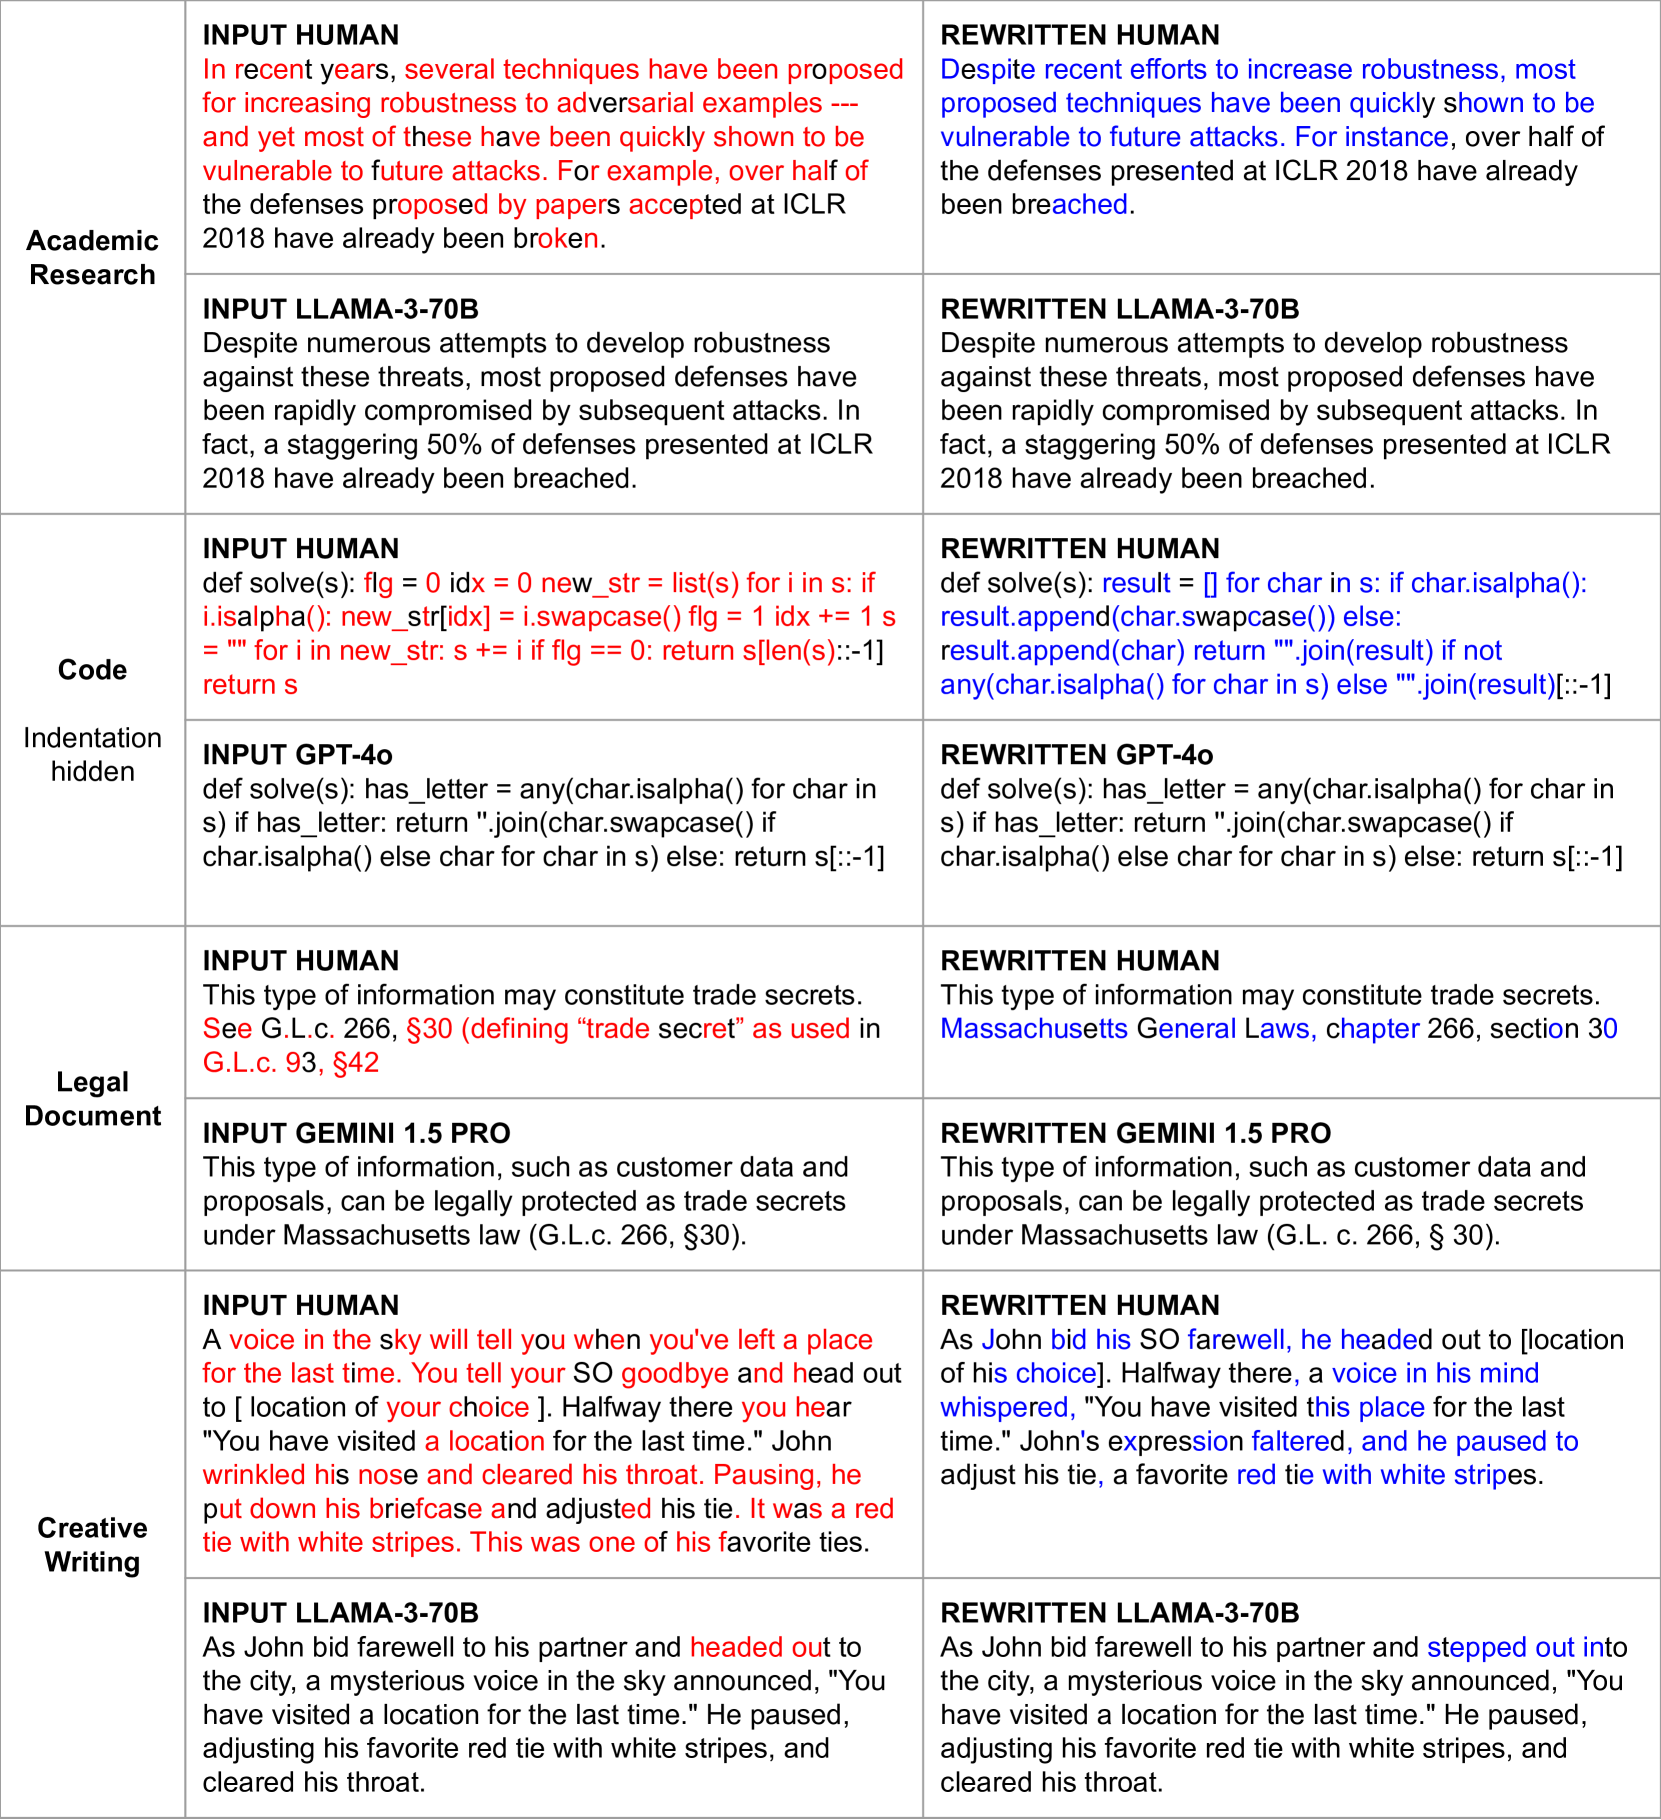 Academic
Research
INPUT HUMAN
In recent years, several techniques have been proposed
for increasing robustness to adversarial examples ---
and yet most of these have been quickly shown to be
vulnerable to future attacks. For example, over half of
the defenses proposed by papers accepted at ICLR
2018 have already been broken.
REWRITTEN HUMAN
Despite recent efforts to increase robustness, most
proposed techniques have been quickly shown to be
vulnerable to future attacks. For instance, over half of
the defenses presented at ICLR 2018 have already
been breached.
INPUT LLAMA-3-70B
Despite numerous attempts to develop robustness
against these threats, most proposed defenses have
been rapidly compromised by subsequent attacks. In
fact, a staggering 50% of defenses presented at ICLR
2018 have already been breached.
REWRITTEN LLAMA-3-70B
Despite numerous attempts to develop robustness
against these threats, most proposed defenses have
been rapidly compromised by subsequent attacks. In
fact, a staggering 50% of defenses presented at ICLR
2018 have already been breached.
Code
Indentation
hidden
INPUT HUMAN
def solve(s): flg = 0 idx = 0 new_str = list(s) for i in s: if
i.isalpha(): new_str[idx] = i.swapcase() flg = 1 idx += 1 s
= "" for i in new_str: s += i if flg == 0: return s[len(s)::-1]
return s
REWRITTEN HUMAN
def solve(s): result = [] for char in s: if char.isalpha():
result.append(char.swapcase()) else:
result.append(char) return "".join(result) if not
any(char.isalpha() for char in s) else "".join(result)[::-1]
INPUT GPT-4o
def solve(s): has_letter = any(char.isalpha() for char in
s) if has_letter: return ''.join(char.swapcase() if
char.isalpha() else char for char in s) else: return s[::-1]
REWRITTEN GPT-4o
def solve(s): has_letter = any(char.isalpha() for char in
s) if has_letter: return ''.join(char.swapcase() if
char.isalpha() else char for char in s) else: return s[::-1]
Legal
Document
INPUT HUMAN
This type of information may constitute trade secrets.
See G.L.c. 266, §30 (defining “trade secret” as used in
G.L.c. 93, §42
REWRITTEN HUMAN
This type of information may constitute trade secrets.
Massachusetts General Laws, chapter 266, section 30
INPUT GEMINI 1.5 PRO
This type of information, such as customer data and
proposals, can be legally protected as trade secrets
under Massachusetts law (G.L.c. 266, §30).
REWRITTEN GEMINI 1.5 PRO
This type of information, such as customer data and
proposals, can be legally protected as trade secrets
under Massachusetts law (G.L. c. 266, § 30).
Creative
Writing
INPUT HUMAN
A voice in the sky will tell you when you've left a place
for the last time. You tell your SO goodbye and head out
to [ location of your choice ]. Halfway there you hear
"You have visited a location for the last time." John
wrinkled his nose and cleared his throat. Pausing, he
put down his briefcase and adjusted his tie. It was a red
tie with white stripes. This was one of his favorite ties.
REWRITTEN HUMAN
As John bid his SO farewell, he headed out to [location
of his choice]. Halfway there, a voice in his mind
whispered, "You have visited this place for the last
time." John's expression faltered, and he paused to
adjust his tie, a favorite red tie with white stripes.
INPUT LLAMA-3-70B
As John bid farewell to his partner and headed out to
the city, a mysterious voice in the sky announced, "You
have visited a location for the last time." He paused,
adjusting his favorite red tie with white stripes, and
cleared his throat.
REWRITTEN LLAMA-3-70B
As John bid farewell to his partner and stepped out into
the city, a mysterious voice in the sky announced, "You
have visited a location for the last time." He paused,
adjusting his favorite red tie with white stripes, and
cleared his throat.